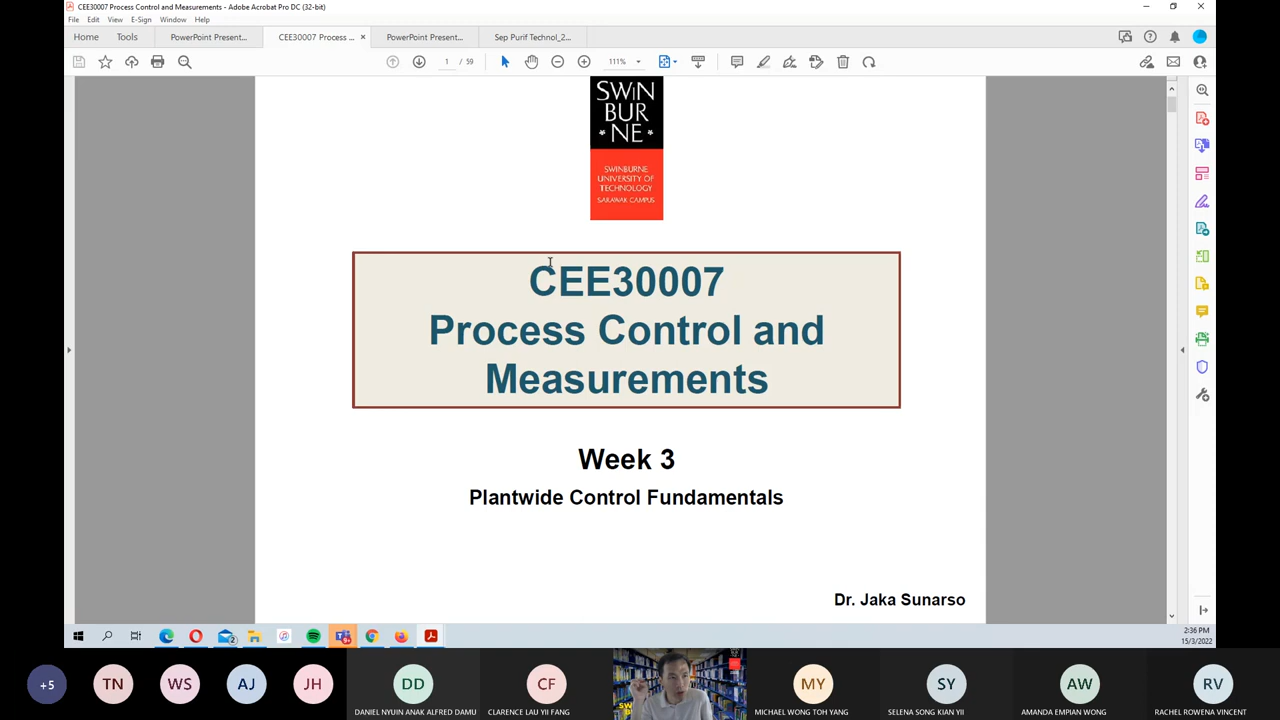 CEE30007 Process Control and Measurements - Adobe Acrobat Pro DC (32-bit)
File Edit View E-Sign Window Help
Home Tools PowerPoint Present... CEE30007 Process ... × PowerPoint Present... Sep Purif Technol_2...
1 / 59 111%
SWIN
BUR
* NE *
SWINBURNE
UNIVERSITY OF
TECHNOLOGY
SARAWAK CAMPUS
CEE30007
Process Control and
Measurements
Week 3
Plantwide Control Fundamentals
Dr. Jaka Sunarso
2:36 PM
15/3/2022
+5 TN WS AJ JH DD CF MY SY AW RV
DANIEL NYUIN ANAK ALFRED DAMU CLARENCE LAU YII FANG MICHAEL WONG TOH YANG SELENA SONG KIAN YII AMANDA EMPIAN WONG RACHEL ROWENA VINCENT